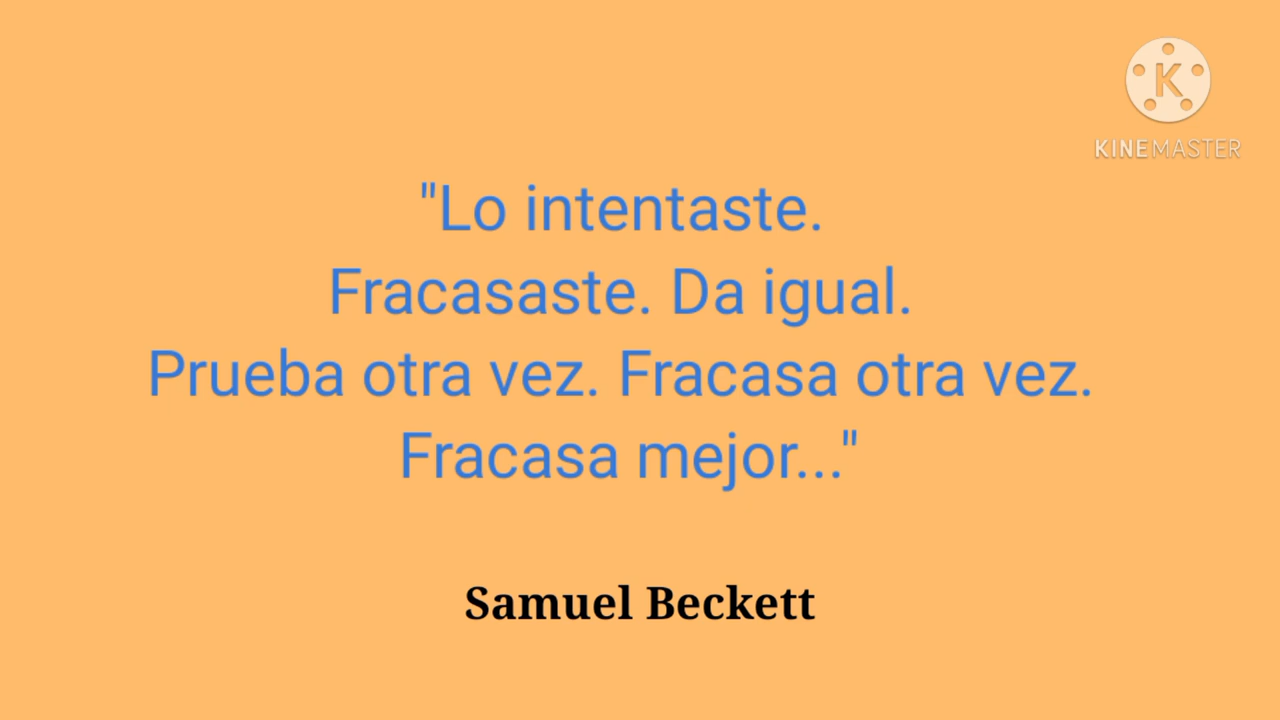 KINEMASTER
"Lo intentaste.
Fracasaste. Da igual.
Prueba otra vez. Fracasa otra vez.
Fracasa mejor..."
Samuel Beckett